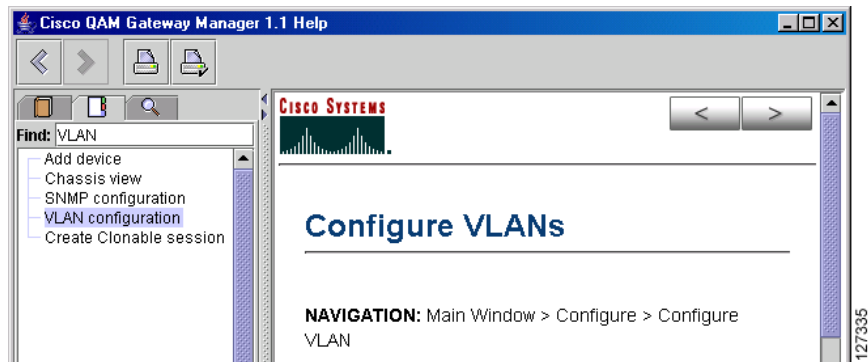 Cisco QAM Gateway Manager 1.1 Help
Find: VLAN
Add device
Chassis view
SNMP configuration
VLAN configuration
Create Clonable session
CISCO SYSTEMS
< >
Configure VLANs
NAVIGATION: Main Window > Configure > Configure
VLAN
127335